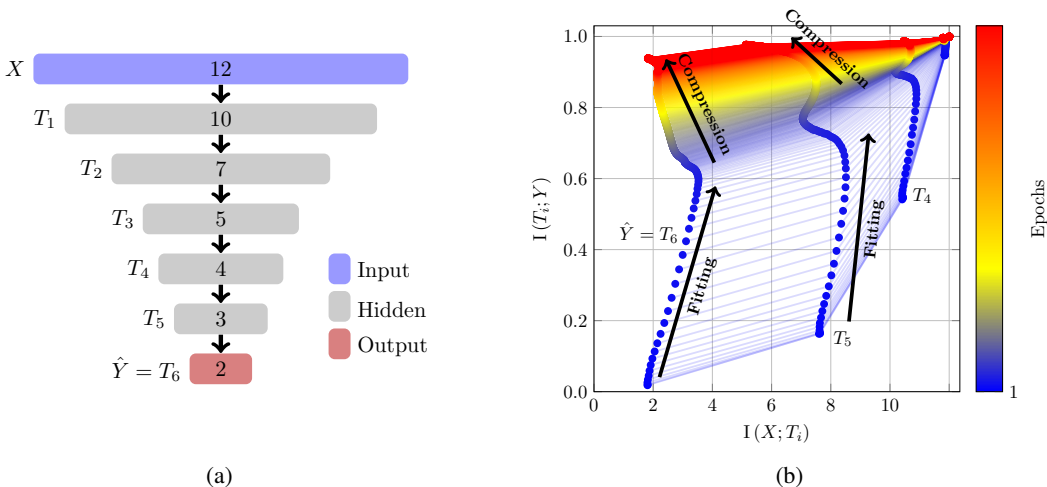 X
12
T₁
10
T₂
7
T₃
5
T₄
4
T₅
3
Ŷ = T₆
2
Input
Hidden
Output
(a)
I (Tᵢ; Y)
1.0
0.8
0.6
0.4
0.2
0.0
0
2
4
6
8
10
I (X; Tᵢ)
Compression
Compression
Fitting
Fitting
Ŷ = T₆
T₅
T₄
Epochs
1
(b)